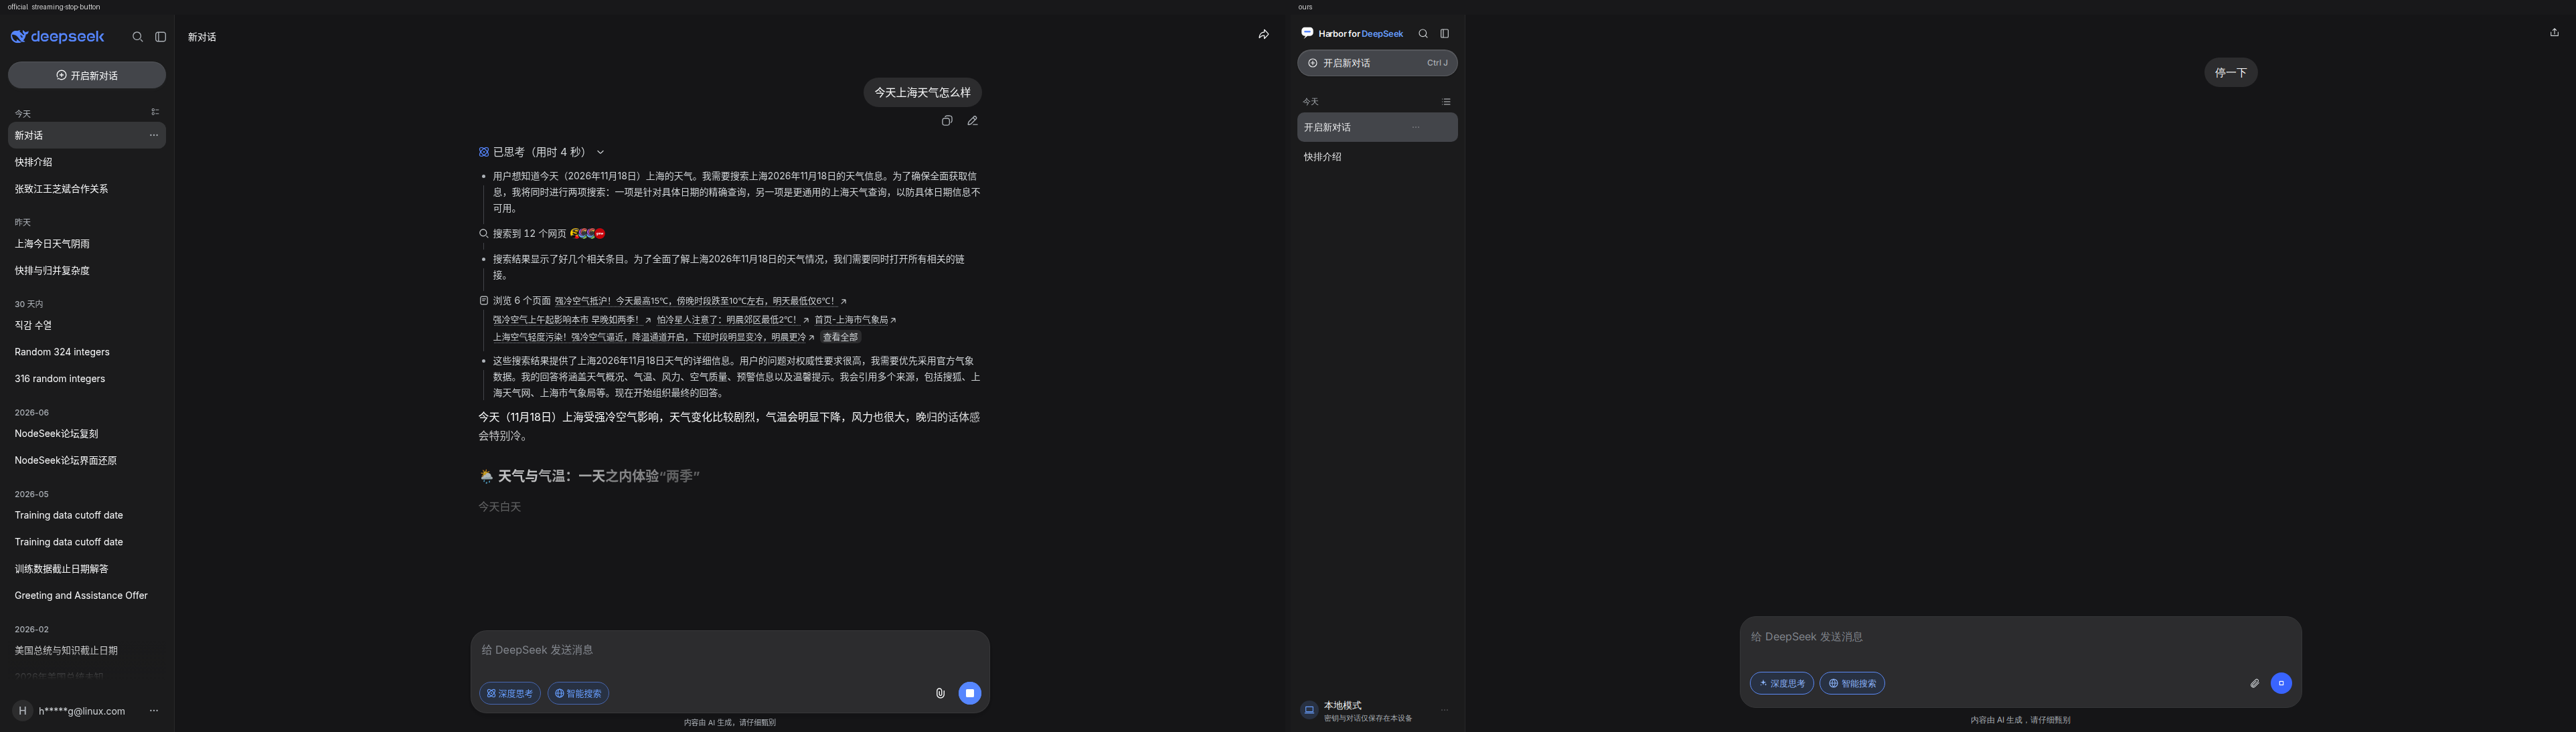 official streaming-stop-button
deepseek
开启新对话
今天
新对话
快排介绍
张致江王芝斌合作关系
昨天
上海今日天气阴雨
快排与归并复杂度
30 天内
직감 수열
Random 324 integers
316 random integers
2026-06
NodeSeek论坛复刻
NodeSeek论坛界面还原
2026-05
Training data cutoff date
Training data cutoff date
训练数据截止日期解答
Greeting and Assistance Offer
2026-02
美国总统与知识截止日期
H h*****g@linux.com
新对话
今天上海天气怎么样
已思考（用时 4 秒）
用户想知道今天（2026年11月18日）上海的天气。我需要搜索上海2026年11月18日的天气信息。为了确保全面获取信
息，我将同时进行两项搜索：一项是针对具体日期的精确查询，另一项是更通用的上海天气查询，以防具体日期信息不
可用。
搜索到 12 个网页
搜索结果显示了好几个相关条目。为了全面了解上海2026年11月18日的天气情况，我们需要同时打开所有相关的链
接。
浏览 6 个页面 强冷空气抵沪！今天最高15℃，傍晚时段跌至10℃左右，明天最低仅6℃！
强冷空气上午起影响本市 早晚如两季！ 怕冷星人注意了：明晨郊区最低2℃！ 首页-上海市气象局
上海空气轻度污染！强冷空气逼近，降温通道开启，下班时段明显变冷，明晨更冷 查看全部
这些搜索结果提供了上海2026年11月18日天气的详细信息。用户的问题对权威性要求很高，我需要优先采用官方气象
数据。我的回答将涵盖天气概况、气温、风力、空气质量、预警信息以及温馨提示。我会引用多个来源，包括搜狐、上
海天气网、上海市气象局等。现在开始组织最终的回答。
今天（11月18日）上海受强冷空气影响，天气变化比较剧烈，气温会明显下降，风力也很大，晚归的话体感
会特别冷。
天气与气温：一天之内体验“两季”
今天白天
给 DeepSeek 发送消息
深度思考 智能搜索
内容由 AI 生成，请仔细甄别
ours
Harbor for DeepSeek
开启新对话 Ctrl J
今天
开启新对话
快排介绍
本地模式
密钥与对话仅保存在本设备
停一下
给 DeepSeek 发送消息
深度思考 智能搜索
内容由 AI 生成，请仔细甄别